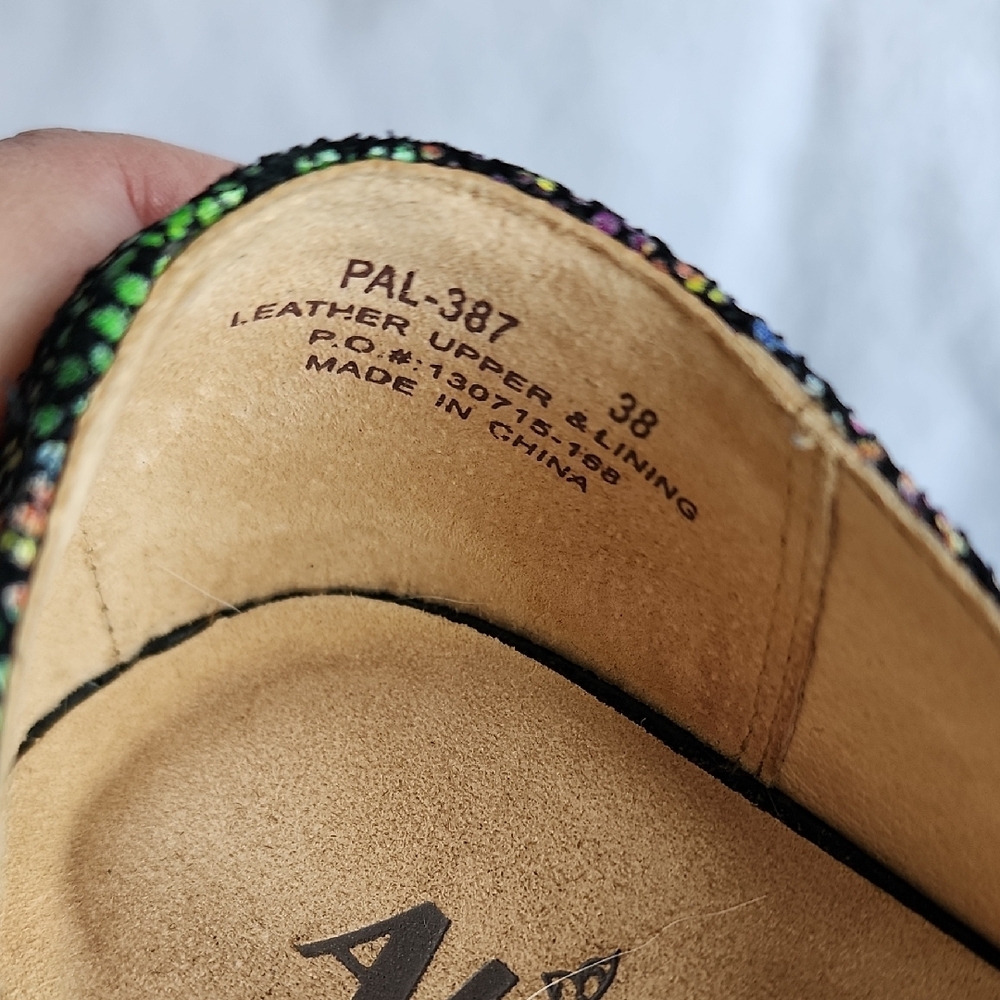 PAL-387 38
LEATHER UPPER & LINING
P.O.#:130715-168
MADE IN CHINA